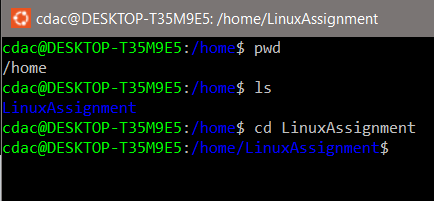 cdac@DESKTOP-T35M9E5: /home/LinuxAssignment
cdac@DESKTOP-T35M9E5:/home$ pwd
/home
cdac@DESKTOP-T35M9E5:/home$ ls
LinuxAssignment
cdac@DESKTOP-T35M9E5:/home$ cd LinuxAssignment
cdac@DESKTOP-T35M9E5:/home/LinuxAssignment$